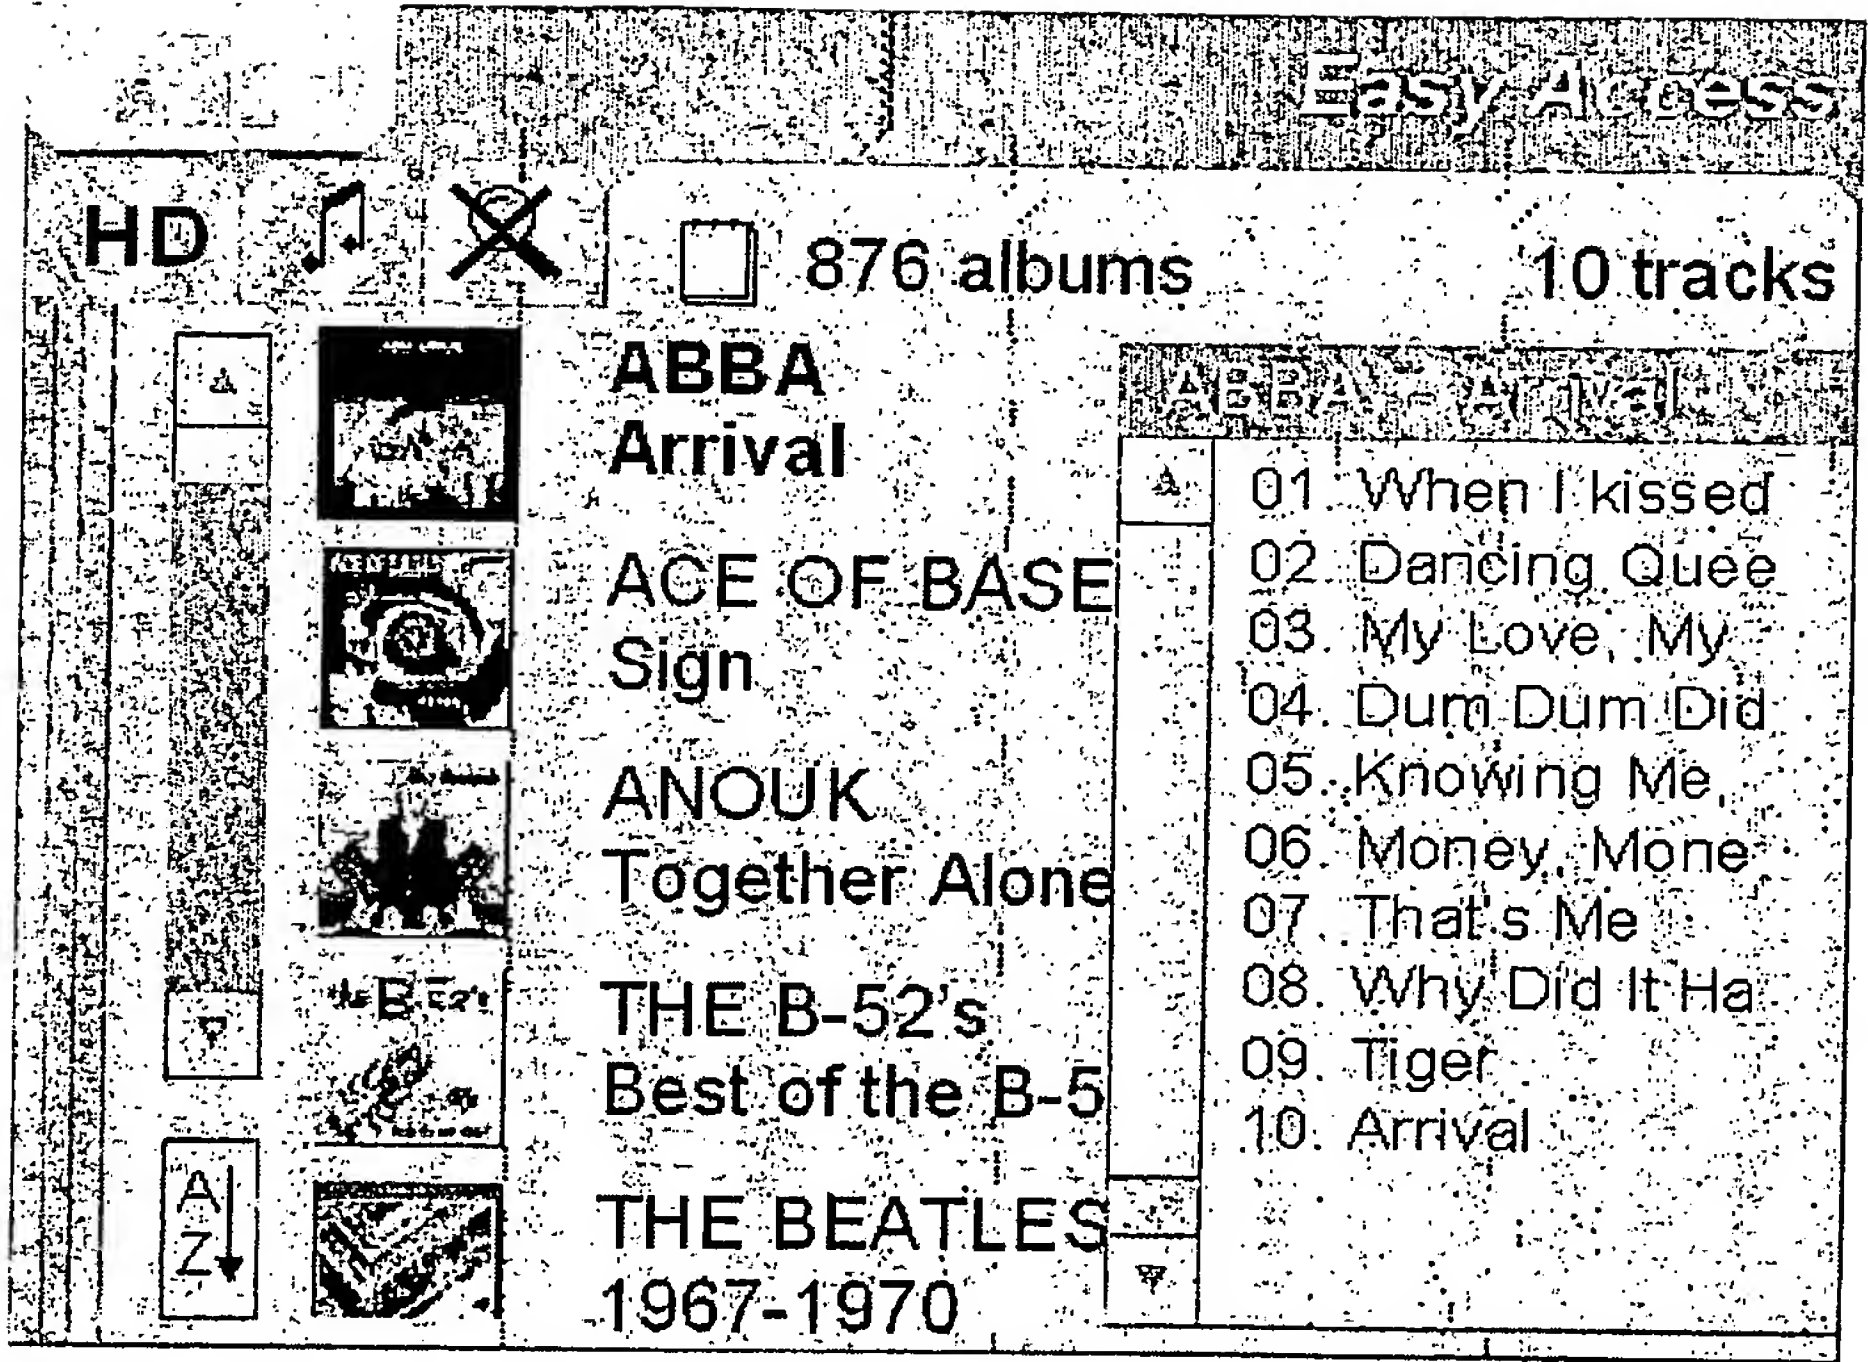 Easy Access
HD
876 albums
10 tracks
ABBA
Arrival
ACE OF BASE
Sign
ANOUK
Together Alone
THE B-52's
Best of the B-5
THE BEATLES
1967-1970
A
Z
ABBA - Arrival
01. When I kissed
02. Dancing Quee
03. My Love, My
04. Dum Dum Did
05. Knowing Me,
06. Money, Mone
07. That's Me
08. Why Did It Ha
09. Tiger
10. Arrival